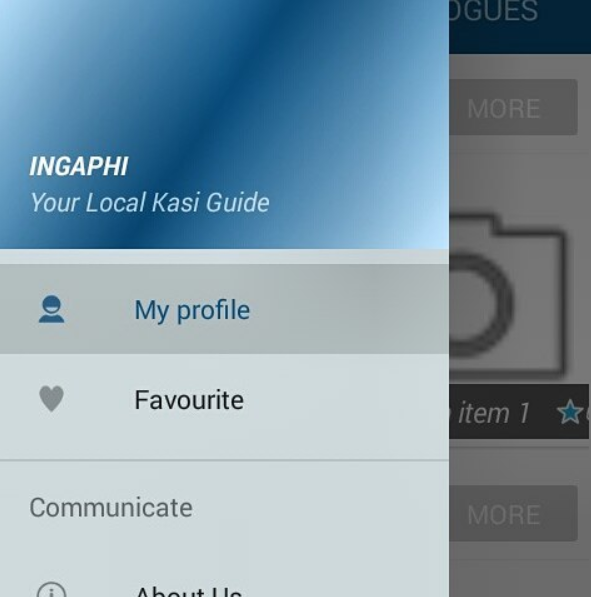 OGUES
MORE
INGAPHI
Your Local Kasi Guide
My profile
Favourite
item 1
MORE
Communicate
About Us